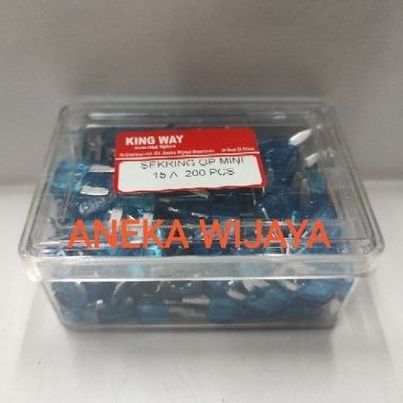 KING WAY
SEKRING GP MINI
15 A 200 PCS
ANEKA WIJAYA